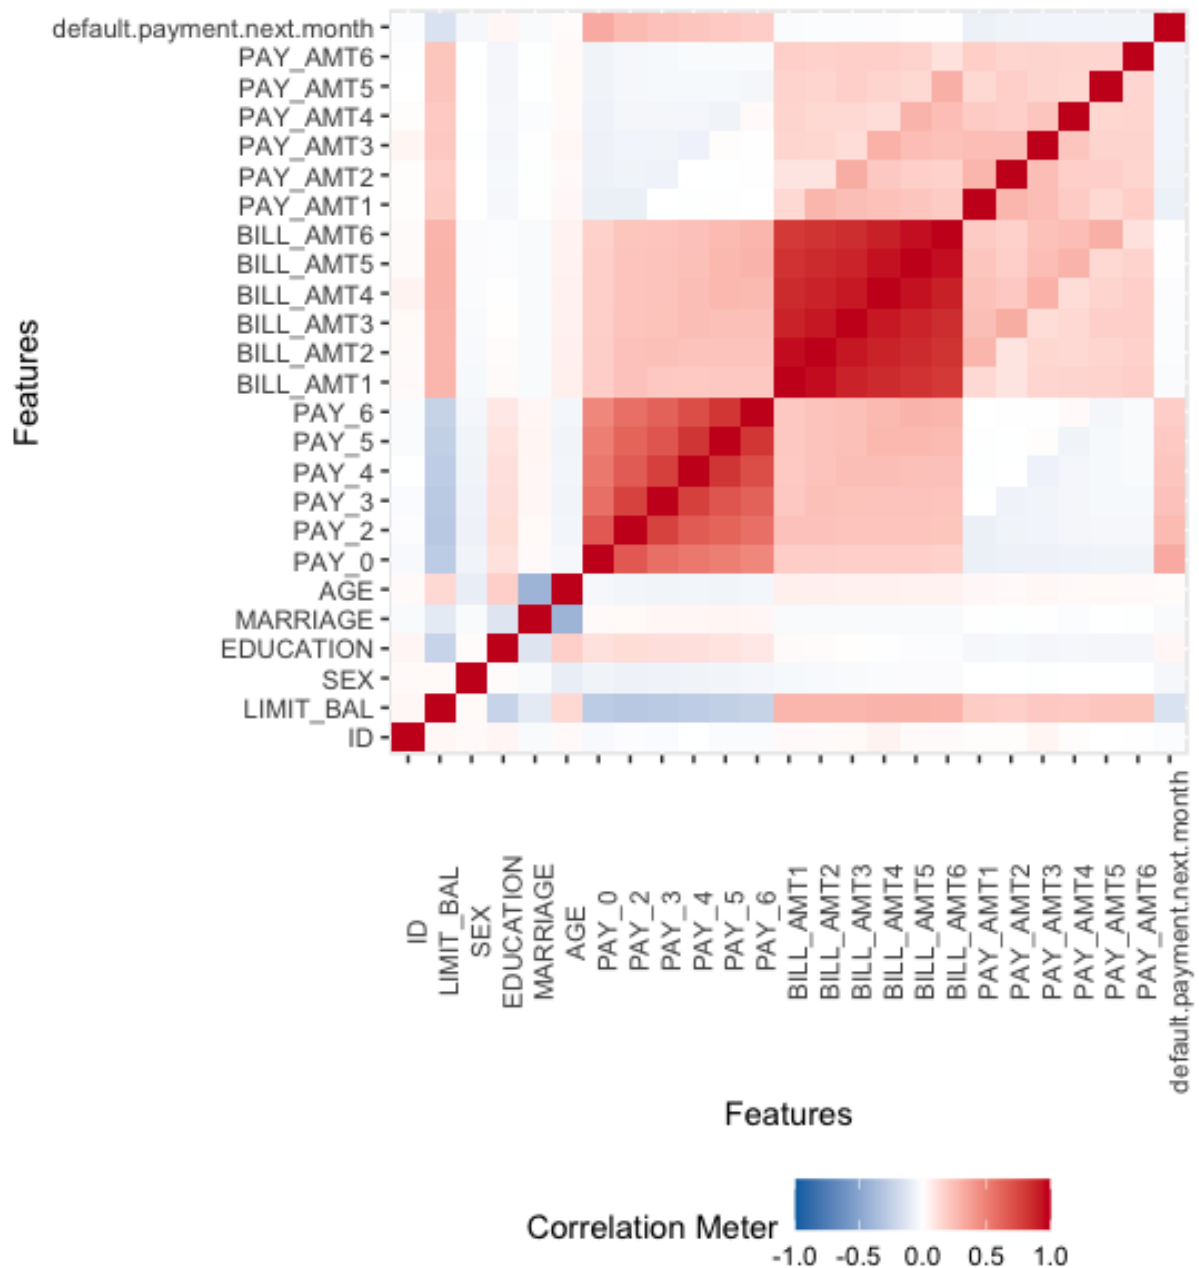 default.payment.next.month
PAY_AMT6
PAY_AMT5
PAY_AMT4
PAY_AMT3
PAY_AMT2
PAY_AMT1
BILL_AMT6
BILL_AMT5
BILL_AMT4
BILL_AMT3
BILL_AMT2
BILL_AMT1
PAY_6
PAY_5
PAY_4
PAY_3
PAY_2
PAY_0
AGE
MARRIAGE
EDUCATION
SEX
LIMIT_BAL
ID
Features
ID
LIMIT_BAL
SEX
EDUCATION
MARRIAGE
AGE
PAY_0
PAY_2
PAY_3
PAY_4
PAY_5
PAY_6
BILL_AMT1
BILL_AMT2
BILL_AMT3
BILL_AMT4
BILL_AMT5
BILL_AMT6
PAY_AMT1
PAY_AMT2
PAY_AMT3
PAY_AMT4
PAY_AMT5
PAY_AMT6
default.payment.next.month
Features
Correlation Meter
-1.0 -0.5 0.0 0.5 1.0